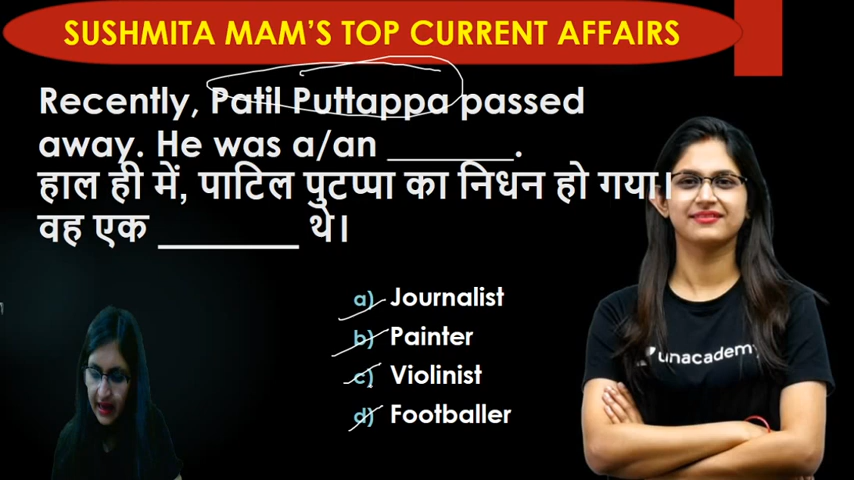 SUSHMITA MAM'S TOP CURRENT AFFAIRS
Recently, Patil Puttappa passed
away. He was a/an _______.
हाल ही में, पाटिल पुटप्पा का निधन हो गया।
वह एक ________ थे।
a) Journalist
b) Painter
c) Violinist
d) Footballer
unacademy